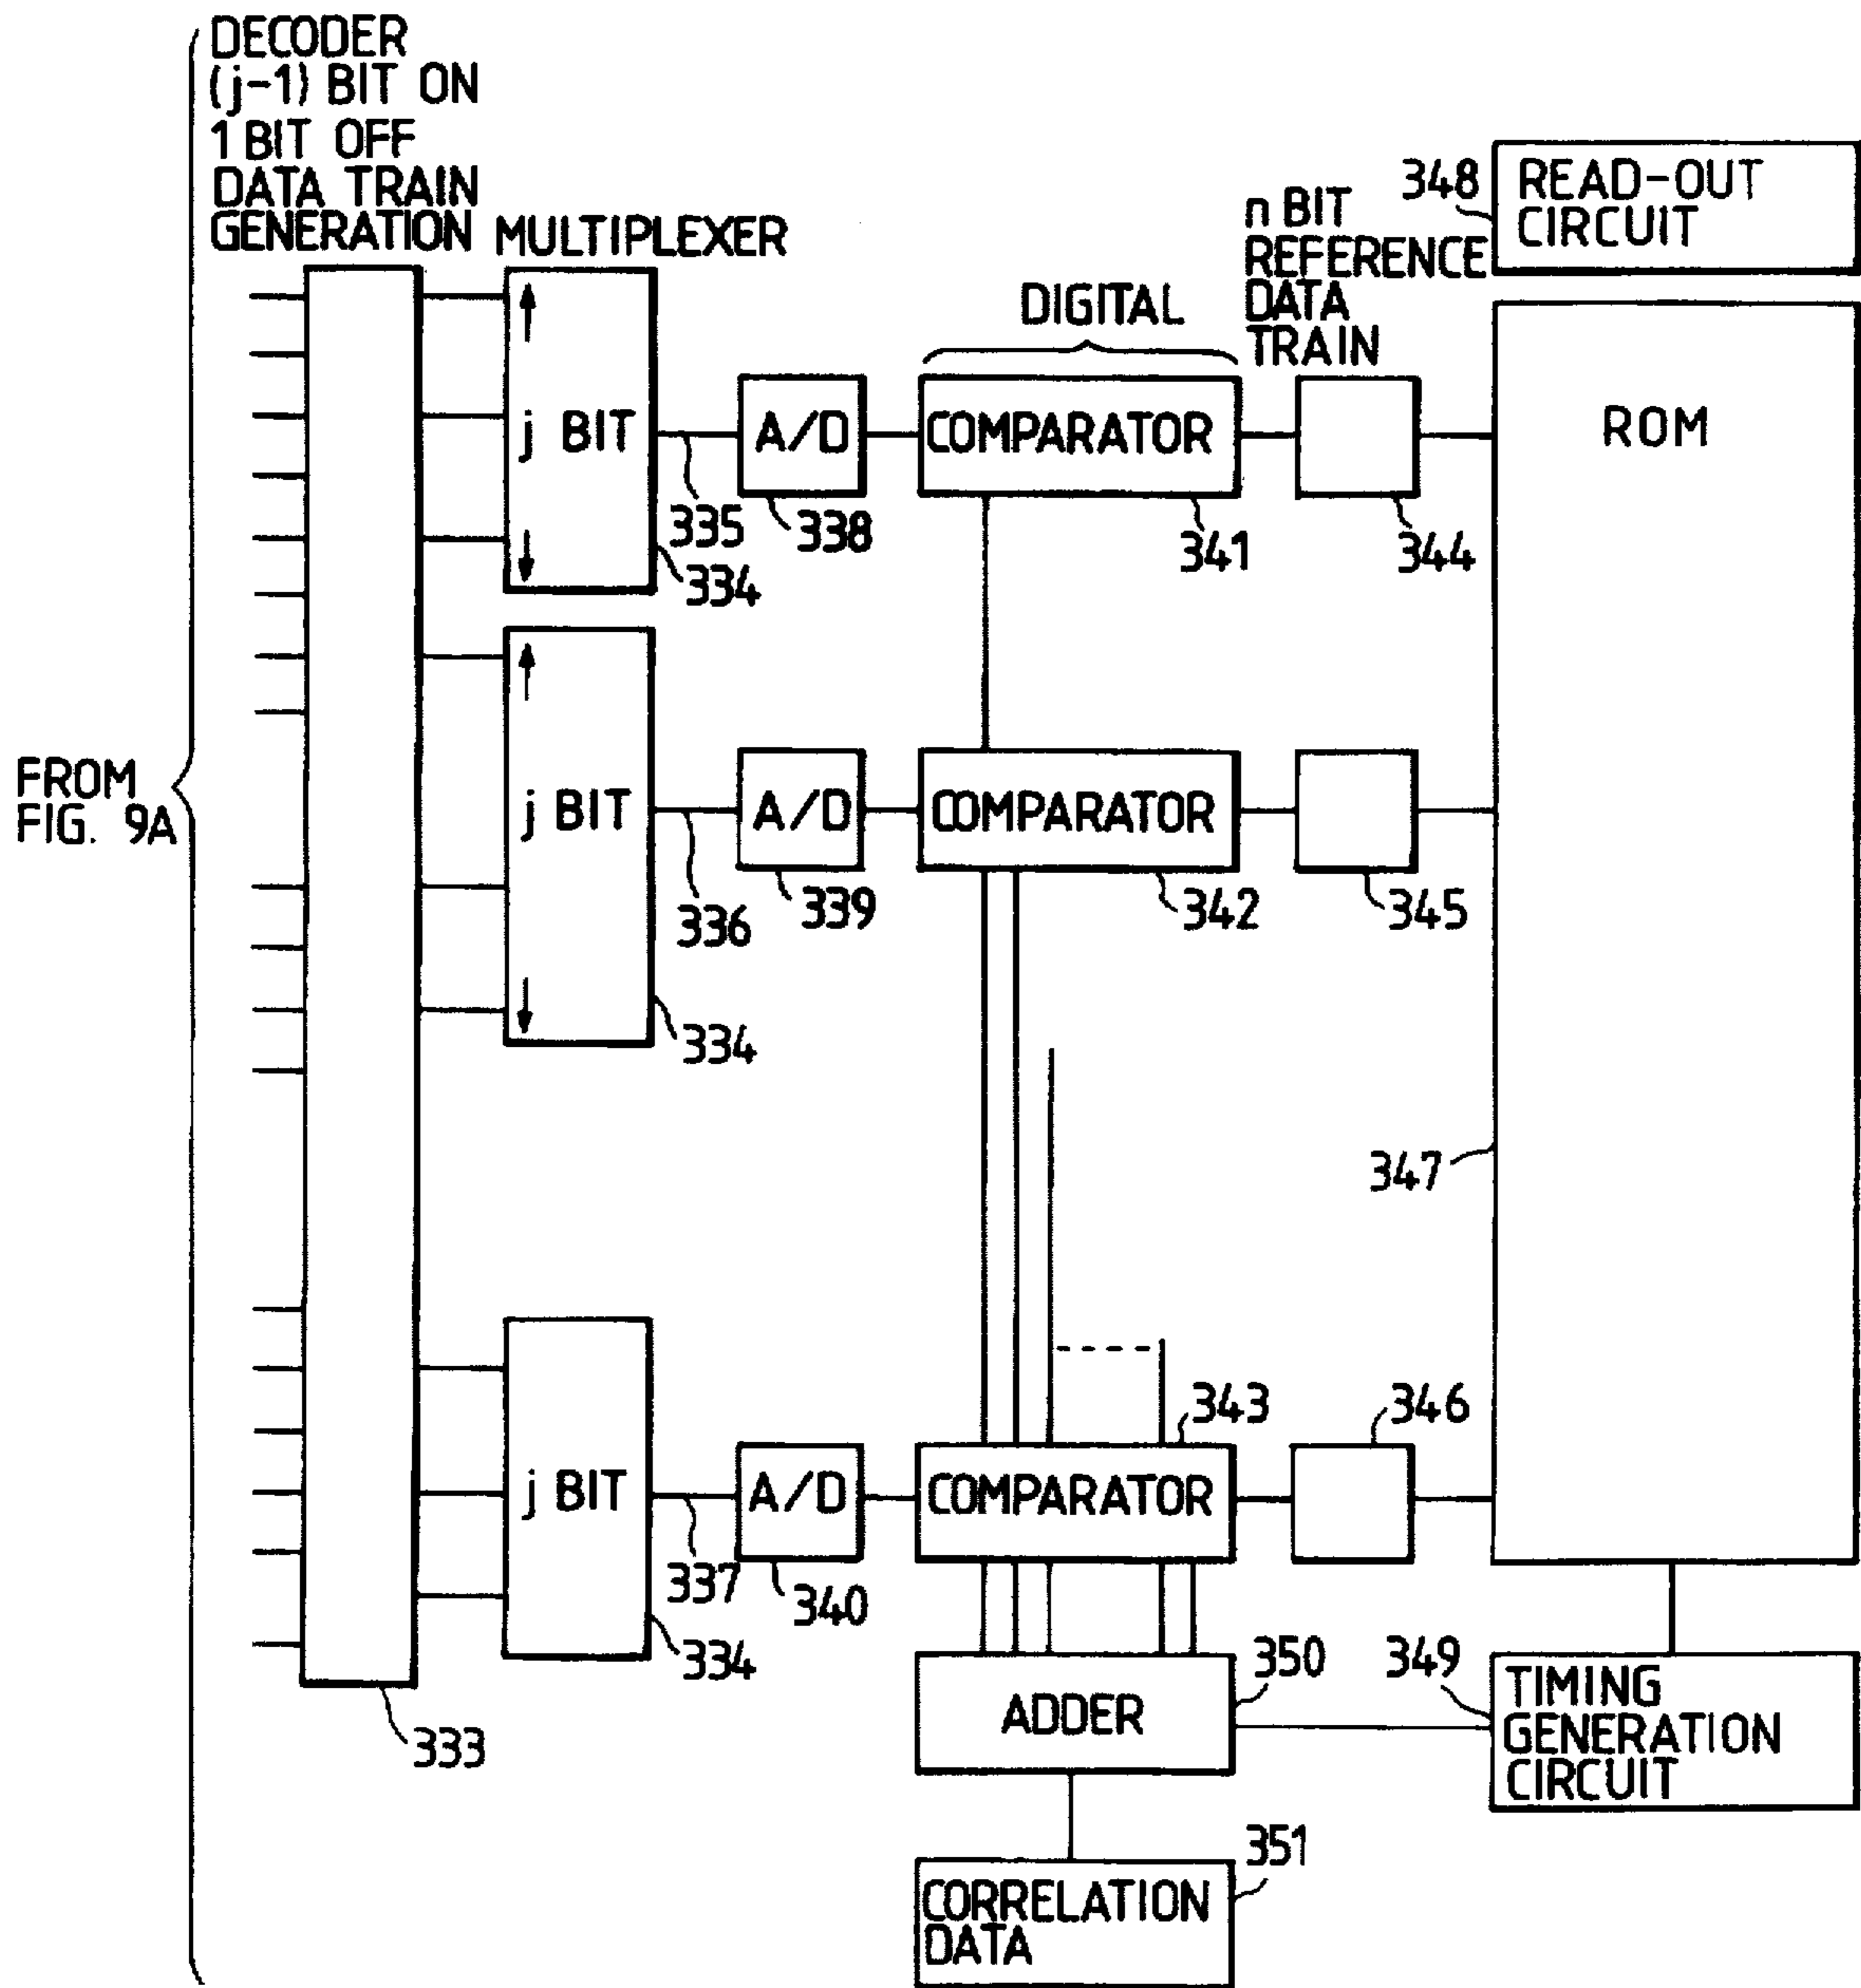 DECODER
(j-1) BIT ON
1 BIT OFF
DATA TRAIN
GENERATION
MULTIPLEXER
DIGITAL
n BIT
REFERENCE
DATA
TRAIN
348
READ-OUT
CIRCUIT
FROM
FIG. 9A
j BIT
335
334
A/D
338
COMPARATOR
341
344
ROM
j BIT
336
334
A/D
339
COMPARATOR
342
345
347
j BIT
337
334
A/D
340
343
COMPARATOR
346
333
ADDER
350
349
TIMING
GENERATION
CIRCUIT
351
CORRELATION
DATA